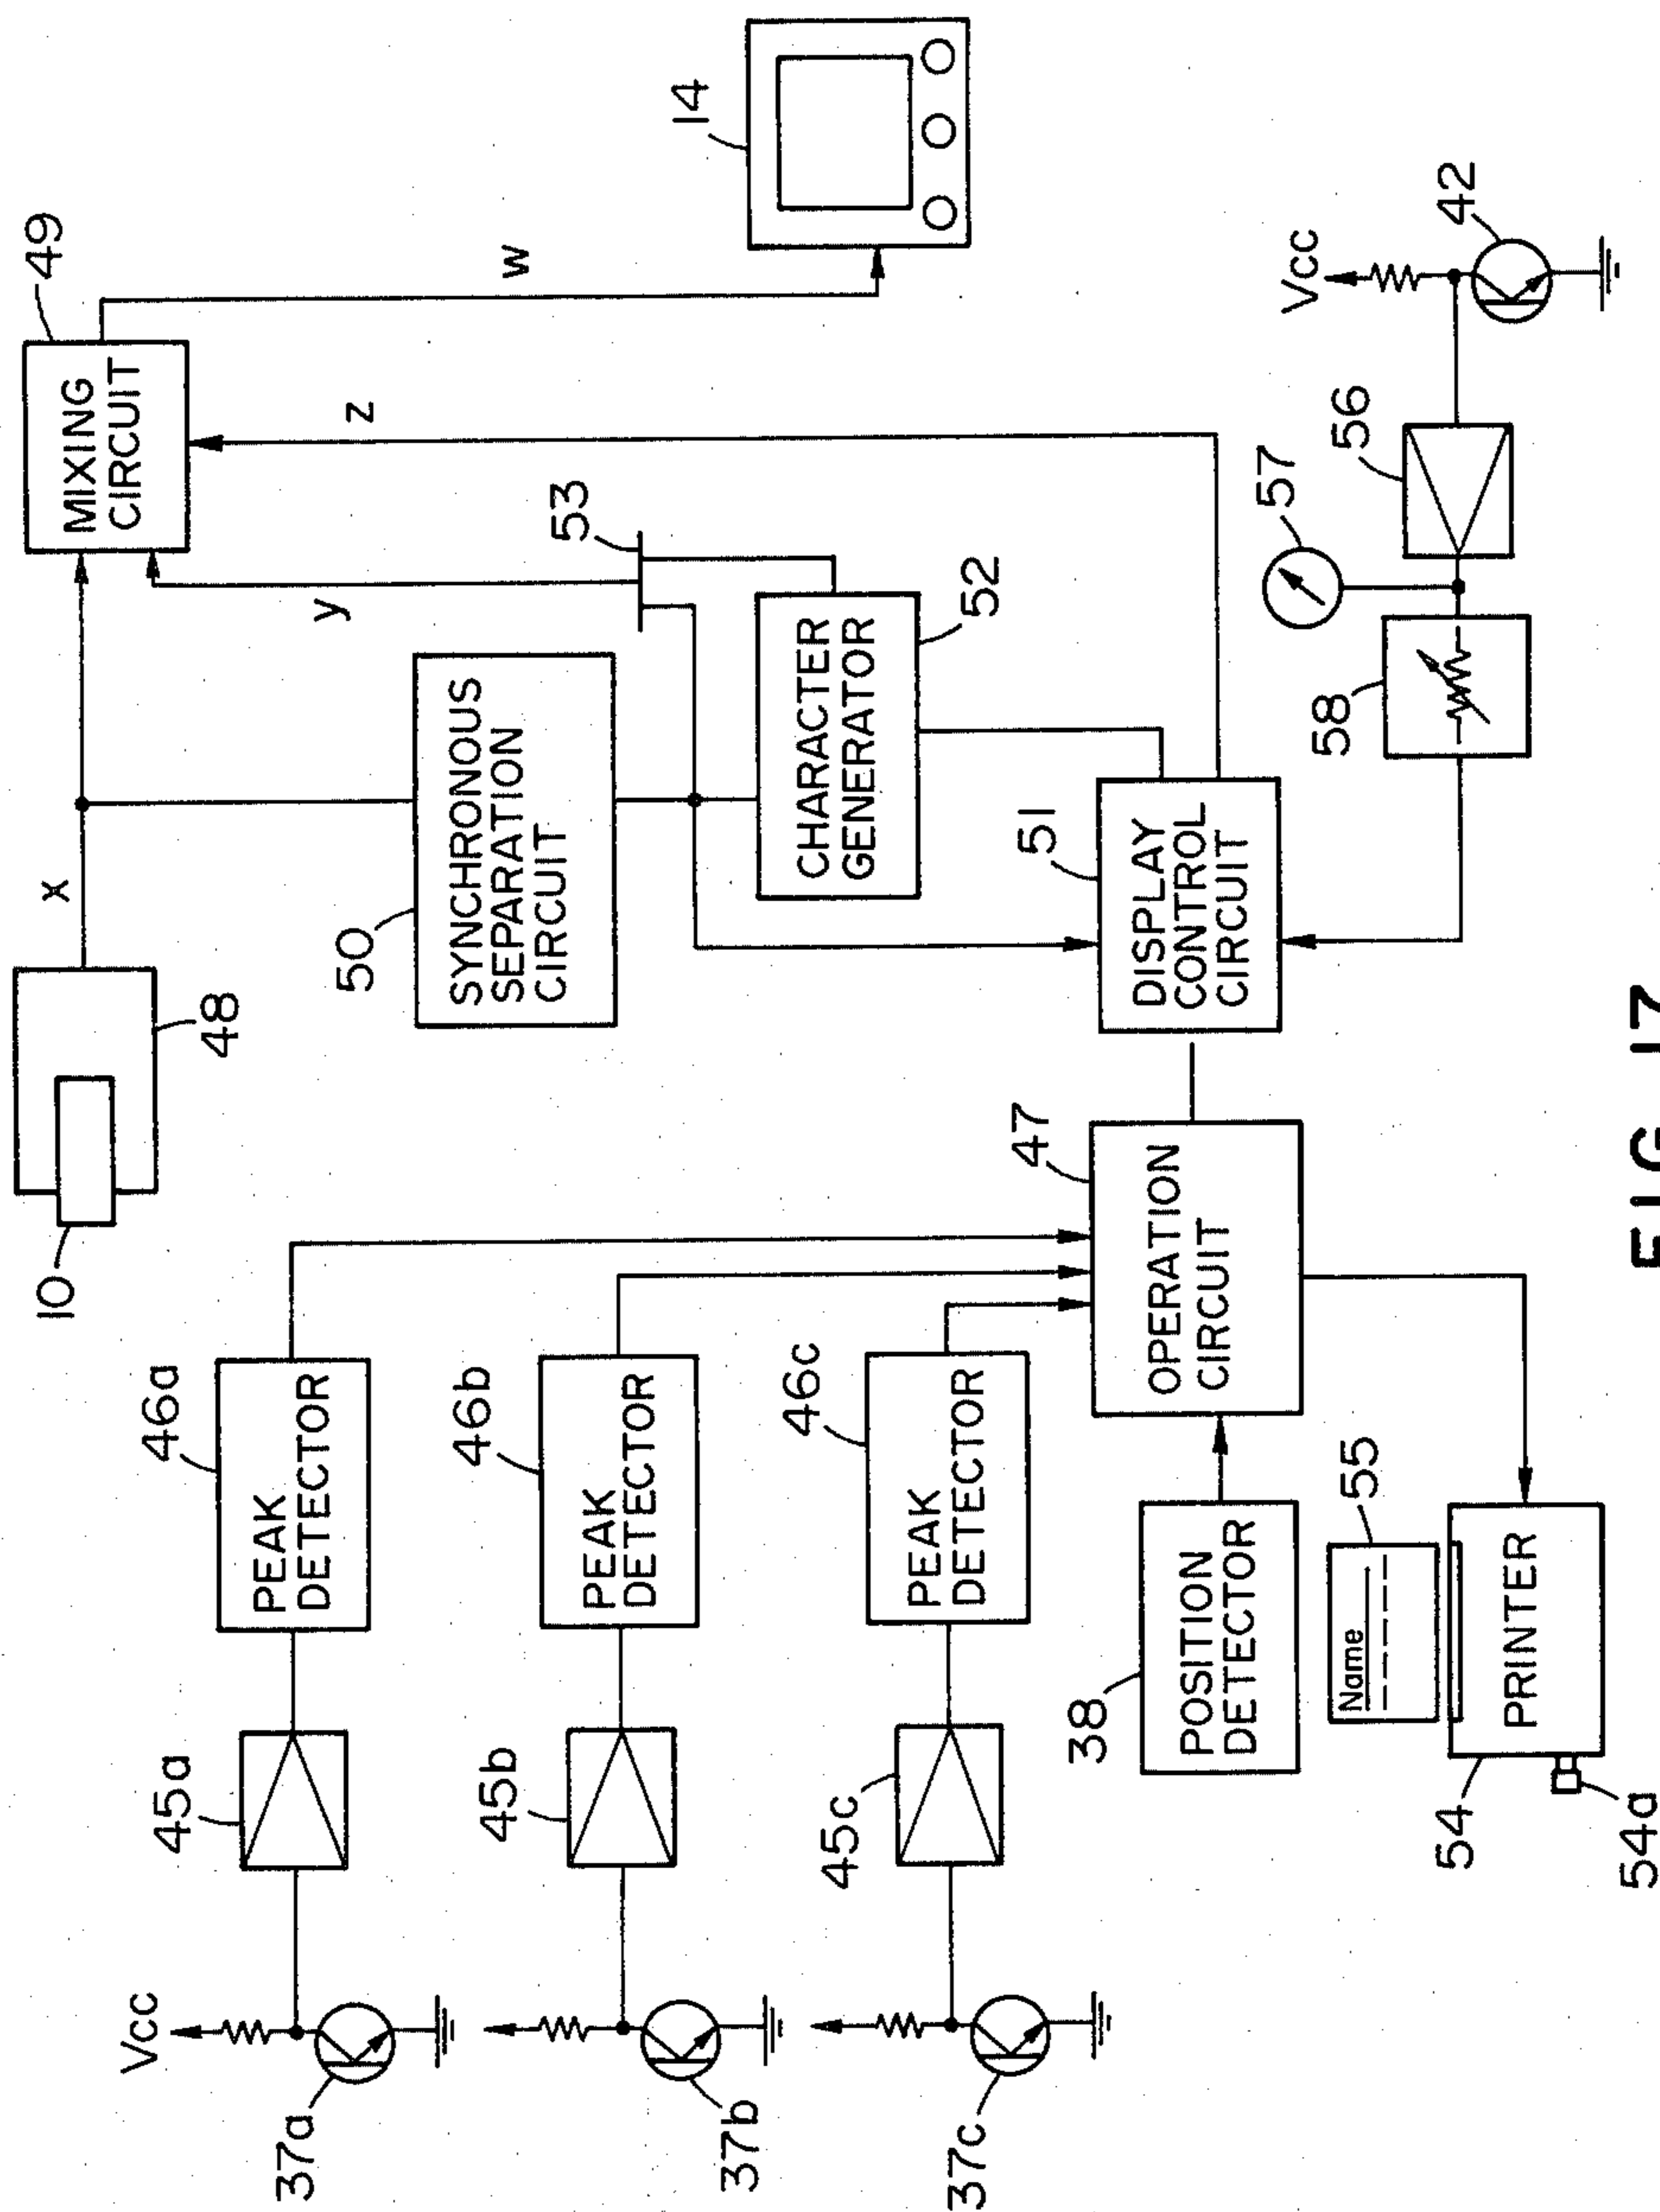 10
48
x
49
MIXING
CIRCUIT
w
14
z
y
53
50
SYNCHRONOUS
SEPARATION
CIRCUIT
CHARACTER
GENERATOR
52
51
DISPLAY
CONTROL
CIRCUIT
58
57
56
Vcc
42
Vcc
37a
45a
46a
PEAK
DETECTOR
37b
45b
46b
PEAK
DETECTOR
37c
45c
46c
PEAK
DETECTOR
47
OPERATION
CIRCUIT
38
POSITION
DETECTOR
55
Name
PRINTER
54
54a
FIG 17